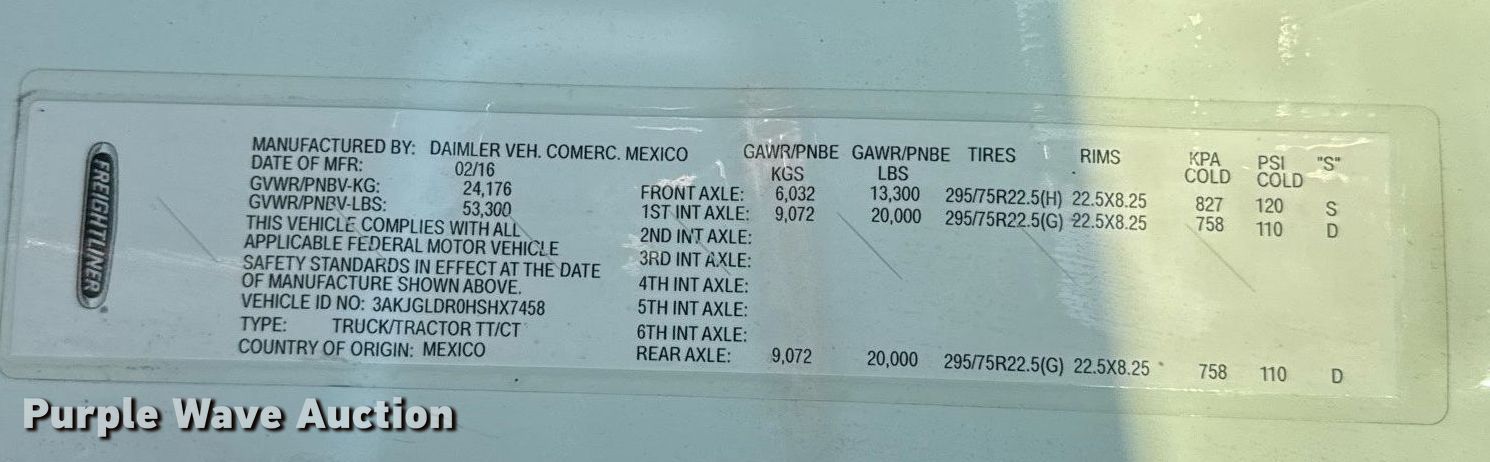 FREIGHTLINER
MANUFACTURED BY: DAIMLER VEH. COMERC. MEXICO
DATE OF MFR: 02/16
GVWR/PNBV-KG: 24,176
GVWR/PNBV-LBS: 53,300
THIS VEHICLE COMPLIES WITH ALL
APPLICABLE FEDERAL MOTOR VEHICLE
SAFETY STANDARDS IN EFFECT AT THE DATE
OF MANUFACTURE SHOWN ABOVE.
VEHICLE ID NO: 3AKJGLDR0HSHX7458
TYPE: TRUCK/TRACTOR TT/CT
COUNTRY OF ORIGIN: MEXICO
GAWR/PNBE GAWR/PNBE TIRES RIMS KPA PSI "S"
KGS LBS COLD COLD
FRONT AXLE: 6,032 13,300 295/75R22.5(H) 22.5X8.25 827 120 S
1ST INT AXLE: 9,072 20,000 295/75R22.5(G) 22.5X8.25 758 110 D
2ND INT AXLE:
3RD INT AXLE:
4TH INT AXLE:
5TH INT AXLE:
6TH INT AXLE:
REAR AXLE: 9,072 20,000 295/75R22.5(G) 22.5X8.25 758 110 D
Purple Wave Auction